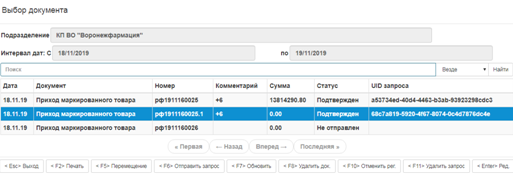 Выбор документа
Подразделение КП ВО "Воронежфармация"
Интервал дат: С 18/11/2019 по 19/11/2019
Поиск Везде Найти
Дата Документ Номер Комментарий Сумма Статус UID запроса
18.11.19 Приход маркированного товара рф1911160025 +6 13814290.80 Подтвержден a53734ed-40d4-4463-b3ab-93923298cdc3
18.11.19 Приход маркированного товара рф1911160025.1 +6 0.00 Подтвержден 68c7a819-5920-4f67-8074-0c4d7876dc4e
18.11.19 Приход маркированного товара рф1911160026 0.00 Не отправлен
« Первая ← Назад Вперед → Последняя »
< Esc> Выход < F2> Печать < F5> Перемещение < F6> Отправить запрос < F7> Обновить < F8> Удалить док. < F10> Отменить рег. < F11> Удалить запрос < Enter> Ред.